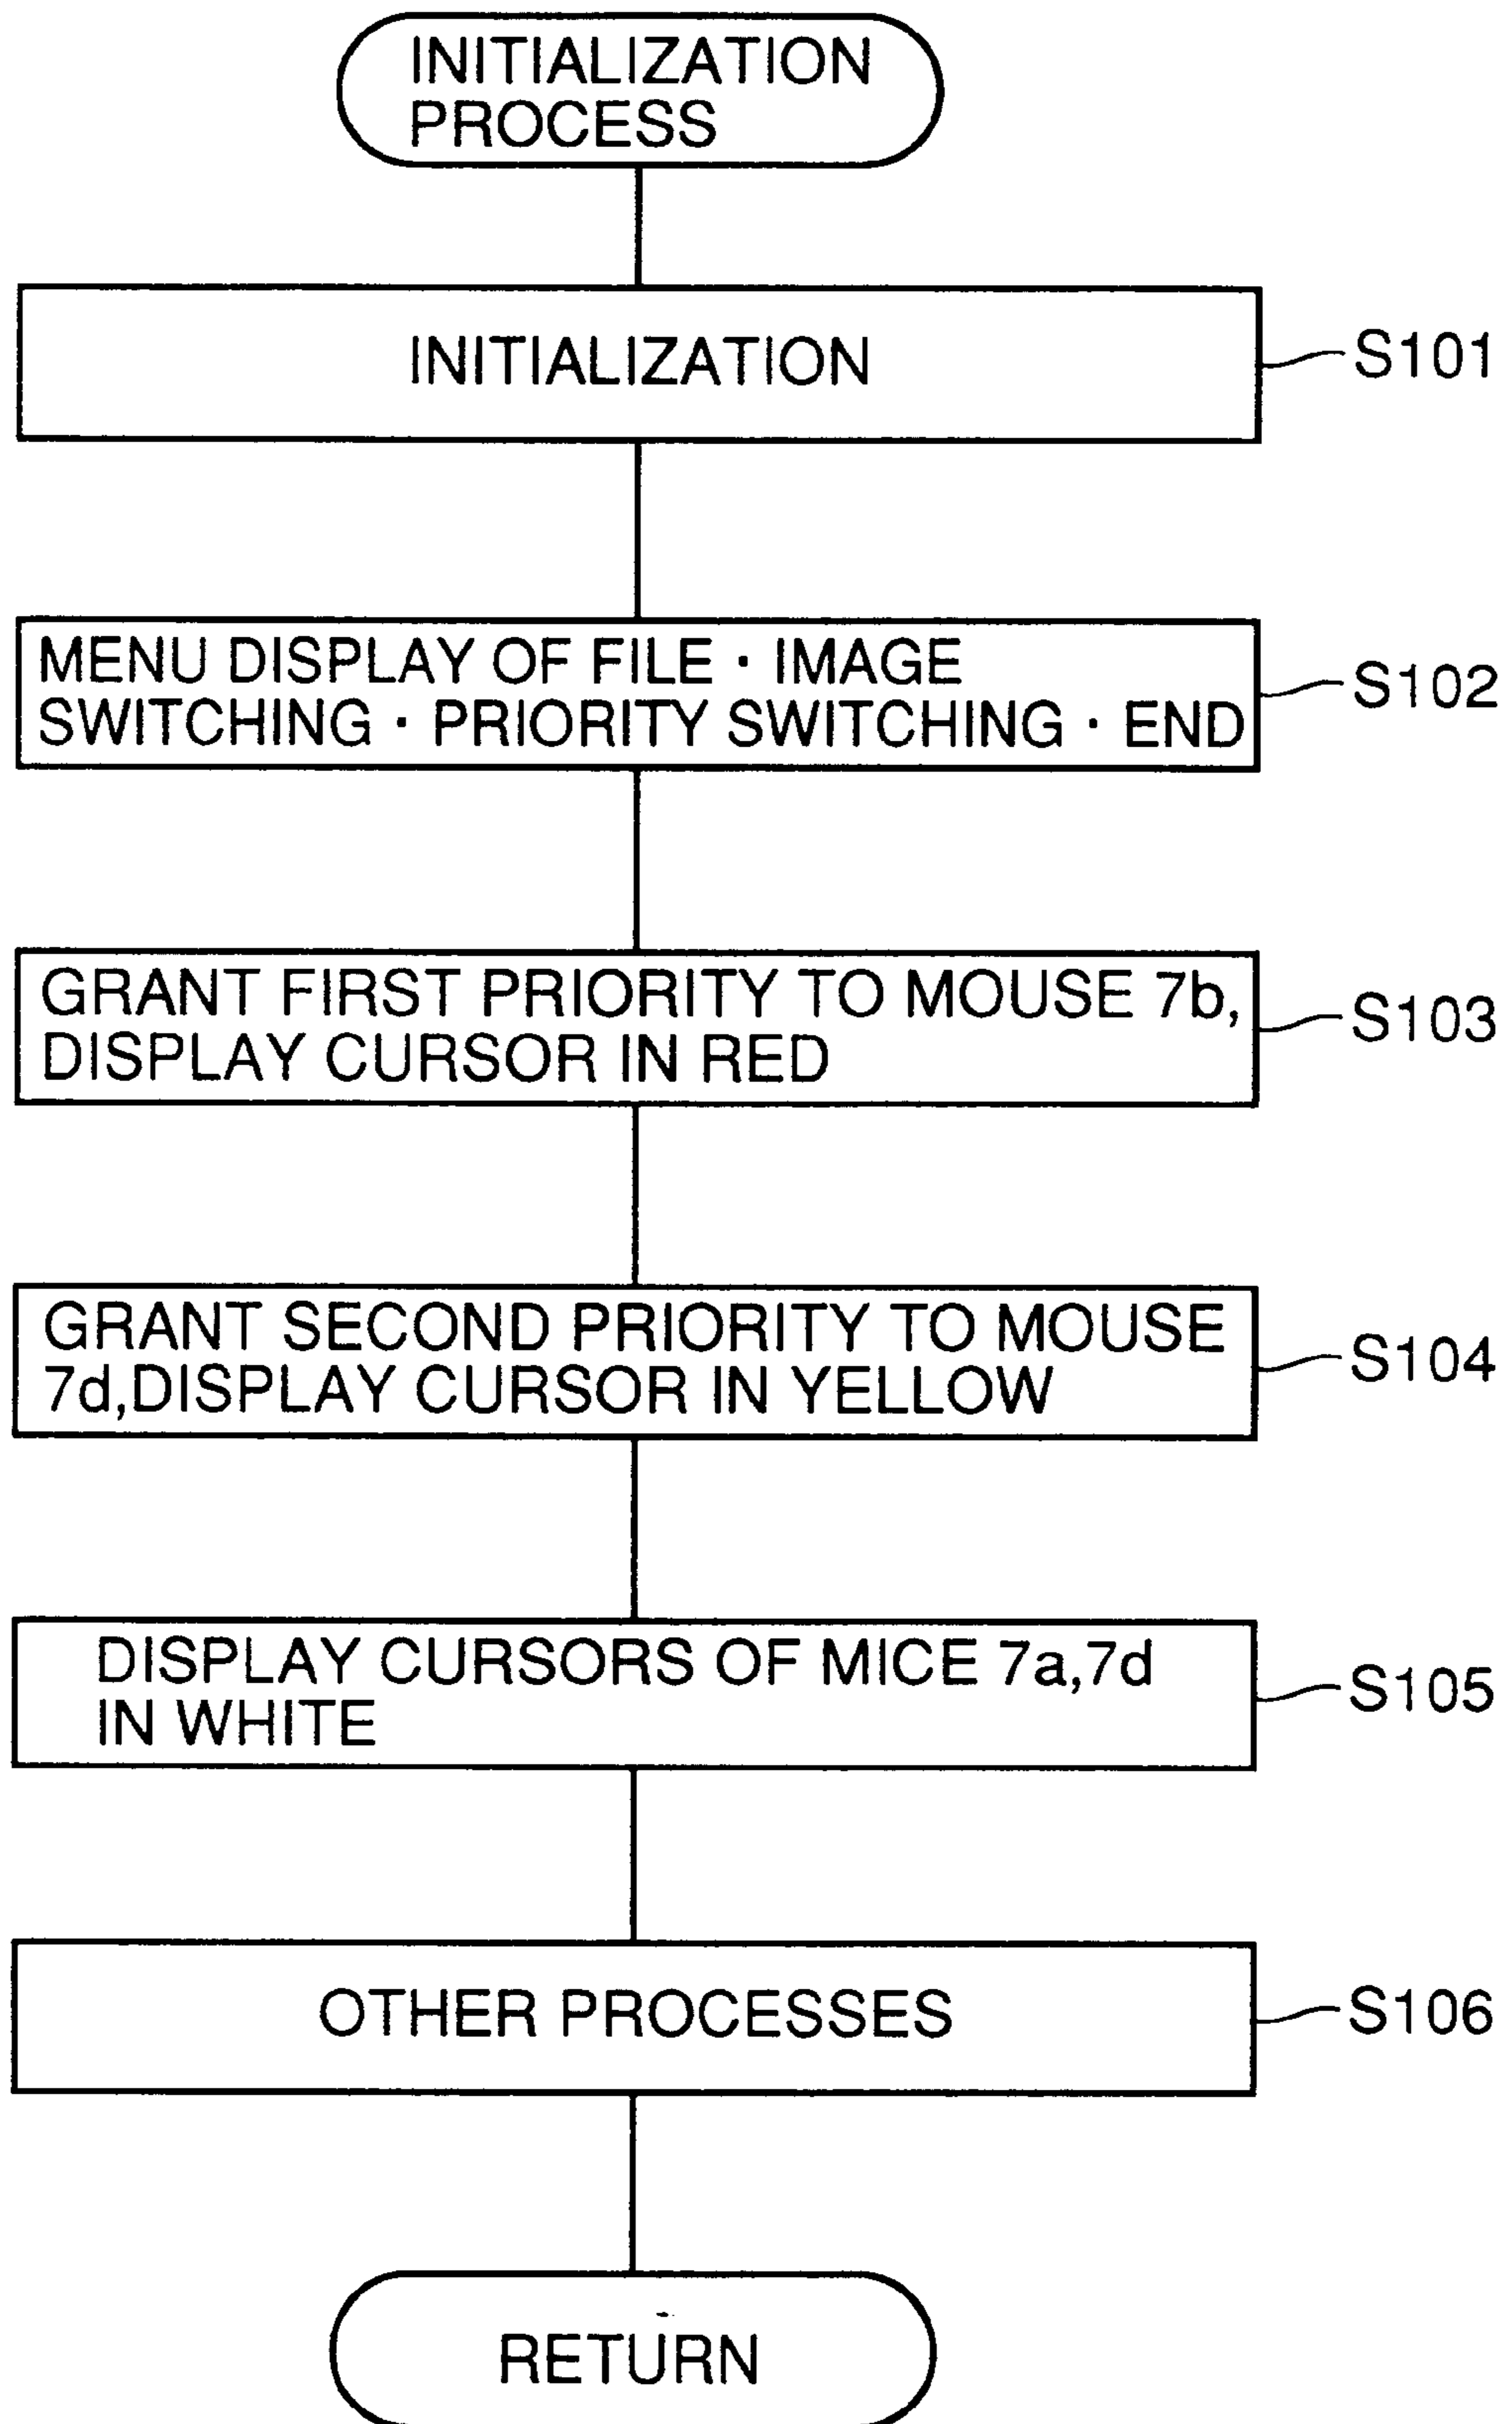 INITIALIZATION
PROCESS
INITIALIZATION
S101
MENU DISPLAY OF FILE · IMAGE
SWITCHING · PRIORITY SWITCHING · END
S102
GRANT FIRST PRIORITY TO MOUSE 7b,
DISPLAY CURSOR IN RED
S103
GRANT SECOND PRIORITY TO MOUSE
7d,DISPLAY CURSOR IN YELLOW
S104
DISPLAY CURSORS OF MICE 7a,7d
IN WHITE
S105
OTHER PROCESSES
S106
RETURN